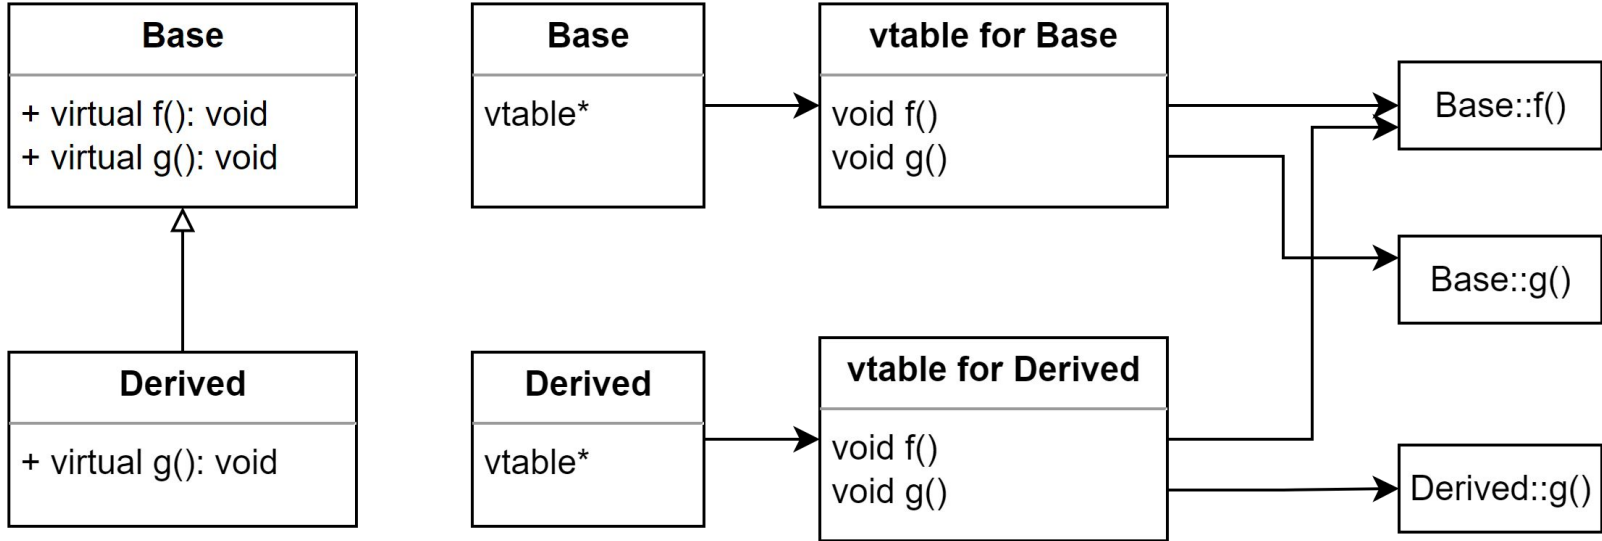 Base
+ virtual f(): void
+ virtual g(): void
Derived
+ virtual g(): void
Base
vtable*
Derived
vtable*
vtable for Base
void f()
void g()
vtable for Derived
void f()
void g()
Base::f()
Base::g()
Derived::g()